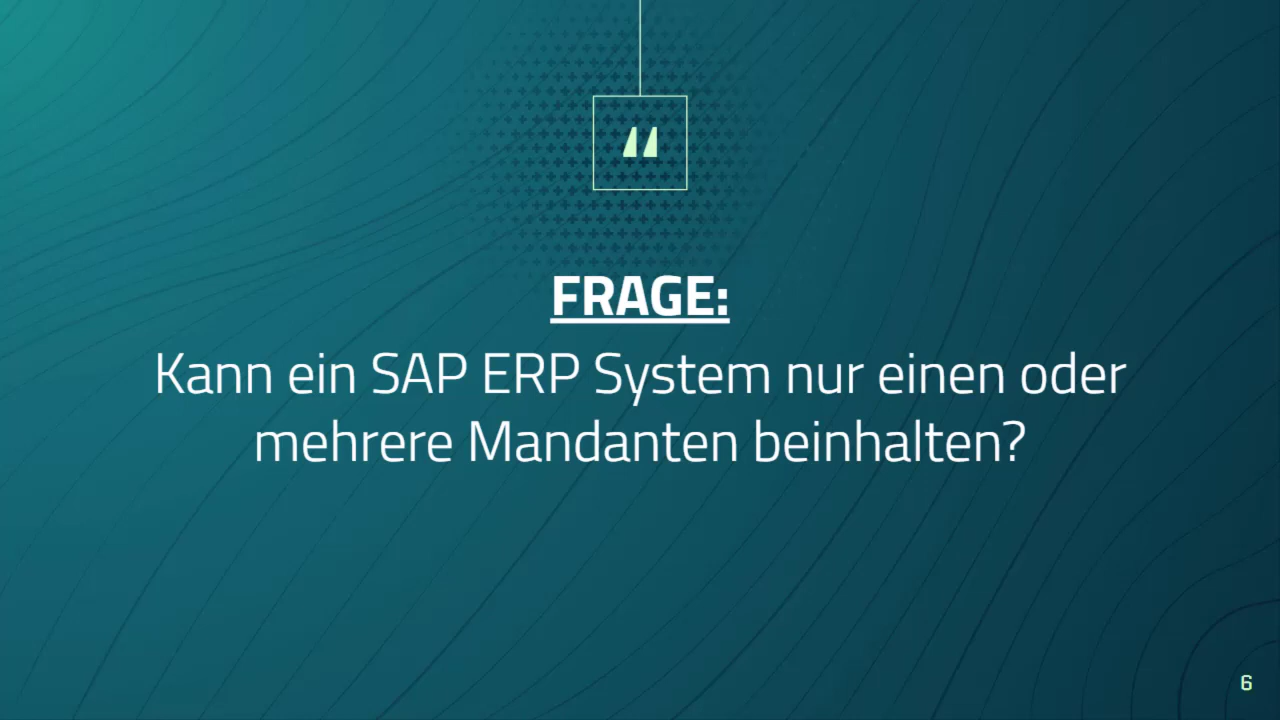 “
FRAGE:
Kann ein SAP ERP System nur einen oder
mehrere Mandanten beinhalten?
6